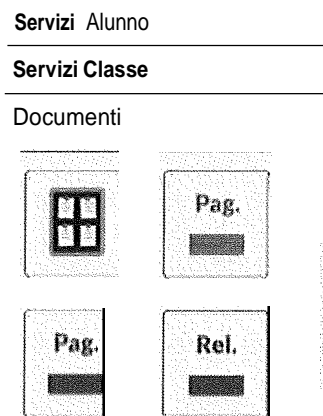 Servizi Alunno
Servizi Classe
Documenti
Pag.
Pag. Rel.